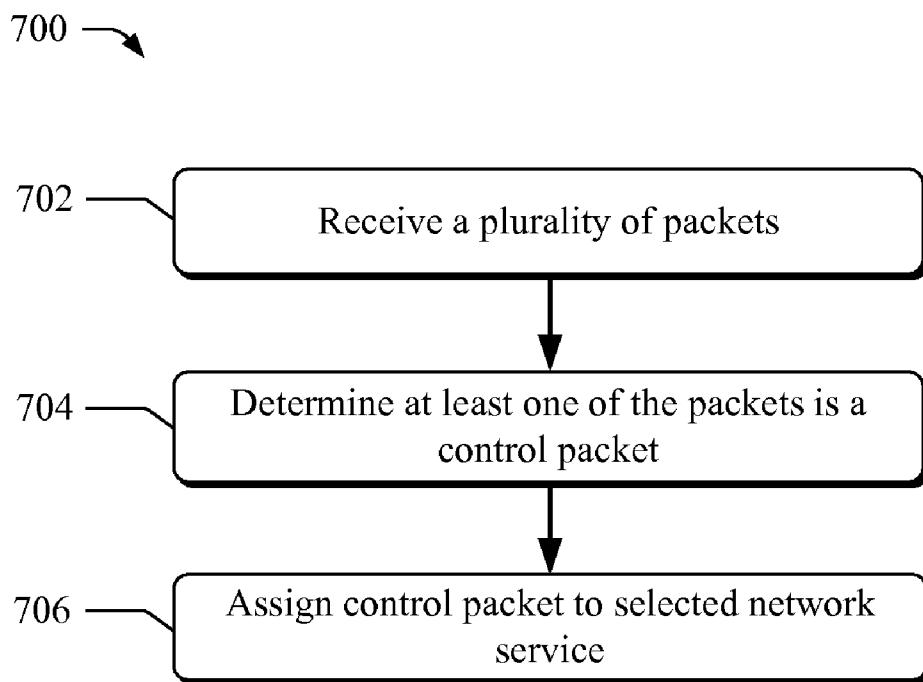 700
702
Receive a plurality of packets
704
Determine at least one of the packets is a
control packet
706
Assign control packet to selected network
service